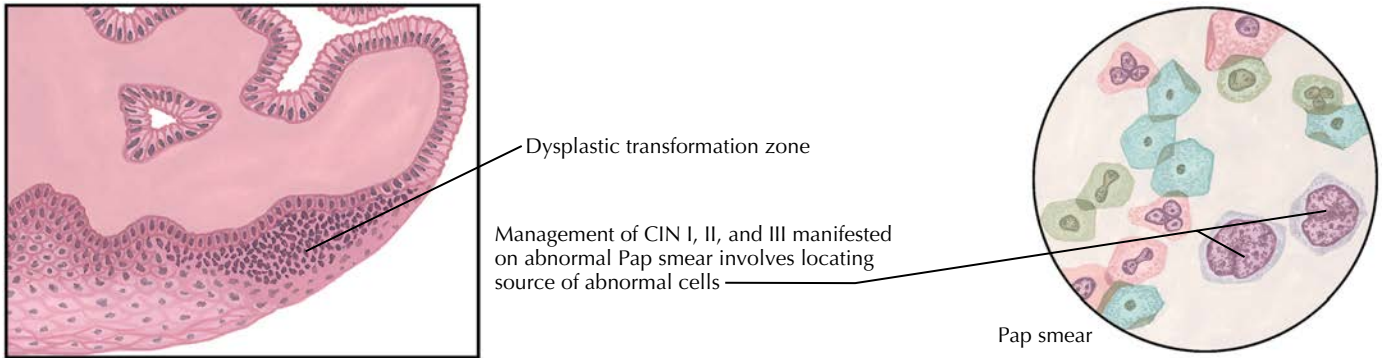 Dysplastic transformation zone
Management of CIN I, II, and III manifested
on abnormal Pap smear involves locating
source of abnormal cells
Pap smear